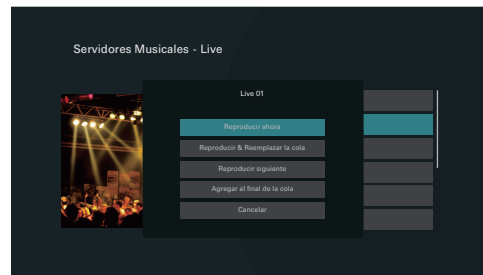 Servidores Musicales - Live
Live 01
Reproducir ahora
Reproducir & Reemplazar la cola
Reproducir siguiente
Agregar al final de la cola
Cancelar